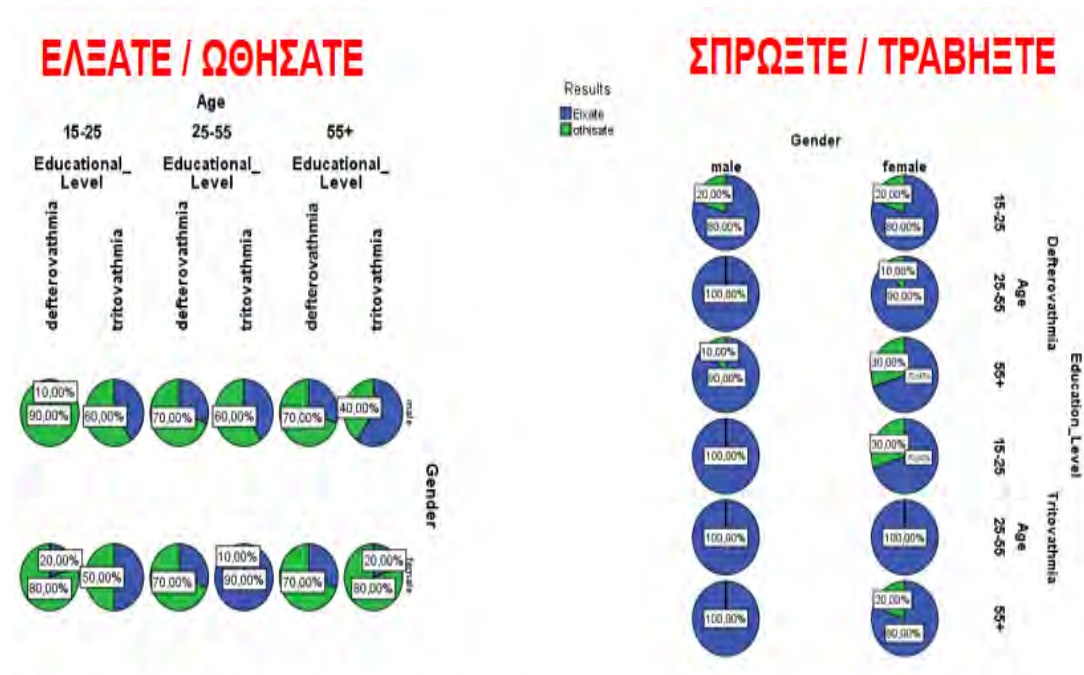 ΕΛΞΑΤΕ / ΩΘΗΣΑΤΕ
Age
15-25 25-55 55+
Educational_
Level Educational_
Level Educational_
Level
defterovathmia tritovathmia defterovathmia tritovathmia defterovathmia tritovathmia
10,00%
90,00% 60,00% 70,00% 60,00% 70,00% 40,00% male
Gender
20,00% 10,00% 20,00%
80,00% 50,00% 70,00% 90,00% 70,00% 80,00% female
ΣΠΡΩΞΤΕ / ΤΡΑΒΗΞΤΕ
Results
Elxate
othisate
Gender
male female
20,00% 20,00%
80,00% 80,00% 15-25
10,00%
100,00% 90,00% 25-55
10,00% 30,00%
90,00% 70,00% 55+
30,00%
100,00% 70,00% 15-25
100,00% 100,00% 25-55
20,00%
100,00% 80,00% 55+
Age Age
Defterovathmia Tritovathmia
Education_Level